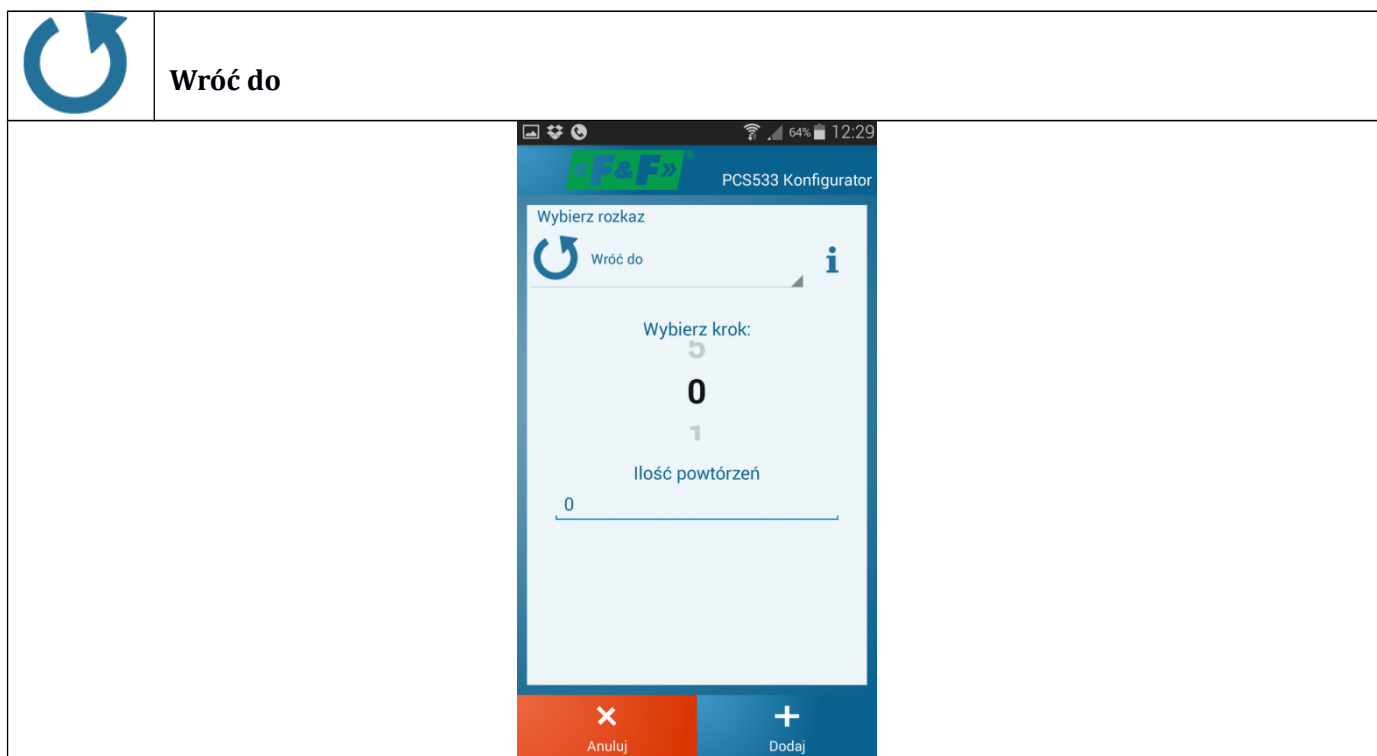 Wróć do
64% 12:29
«F&F»®
PCS533 Konfigurator
Wybierz rozkaz
Wróć do
i
Wybierz krok:
5
0
1
Ilość powtórzeń
0
Anuluj
Dodaj